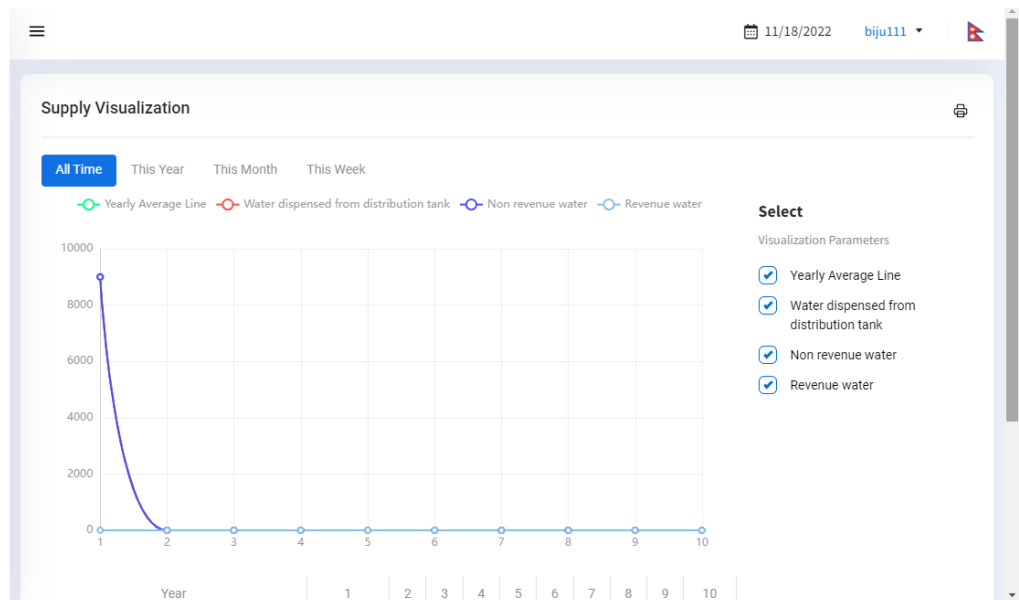 11/18/2022 biju111
Supply Visualization
All Time This Year This Month This Week
Yearly Average Line Water dispensed from distribution tank Non revenue water Revenue water
Select
Visualization Parameters
Yearly Average Line
Water dispensed from
distribution tank
Non revenue water
Revenue water
10000
8000
6000
4000
2000
0
1 2 3 4 5 6 7 8 9 10
Year 1 2 3 4 5 6 7 8 9 10